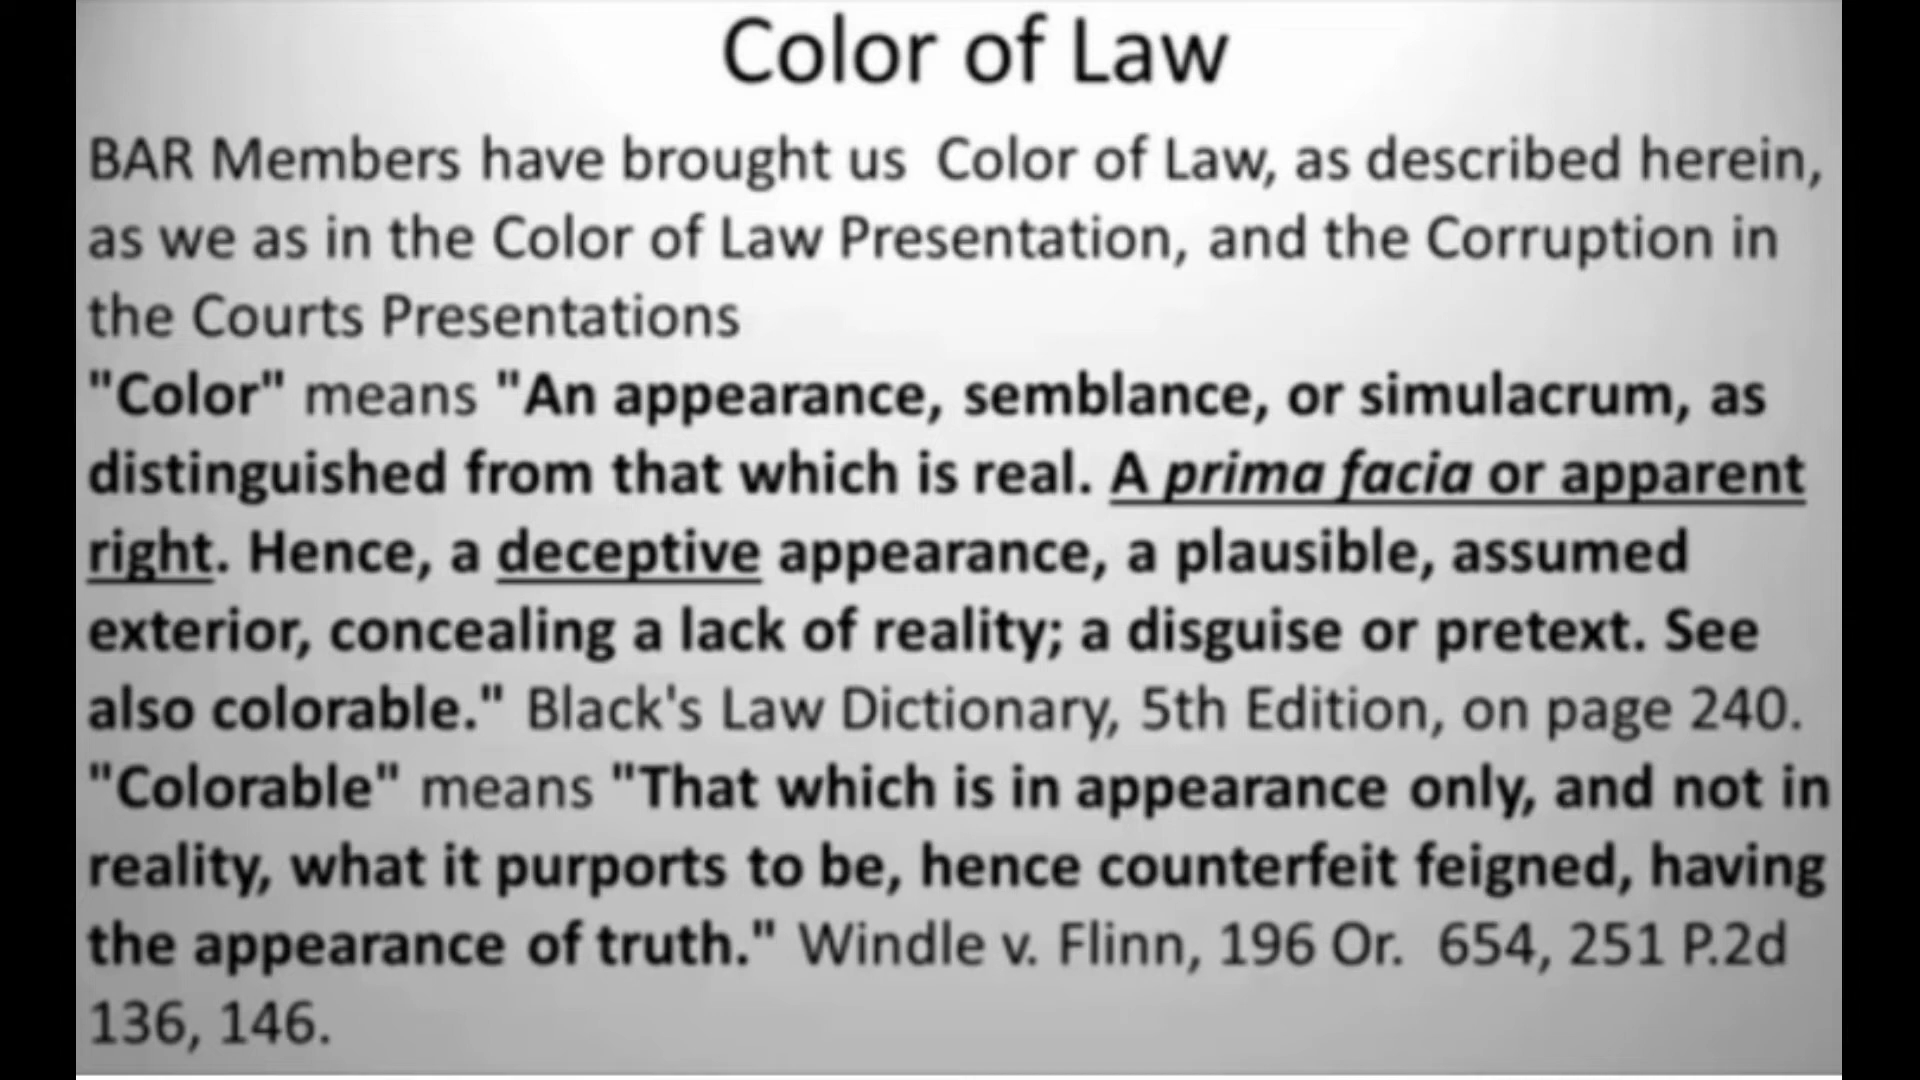 Color of Law
BAR Members have brought us Color of Law, as described herein,
as we as in the Color of Law Presentation, and the Corruption in
the Courts Presentations
"Color" means "An appearance, semblance, or simulacrum, as
distinguished from that which is real. A prima facia or apparent
right. Hence, a deceptive appearance, a plausible, assumed
exterior, concealing a lack of reality; a disguise or pretext. See
also colorable." Black's Law Dictionary, 5th Edition, on page 240.
"Colorable" means "That which is in appearance only, and not in
reality, what it purports to be, hence counterfeit feigned, having
the appearance of truth." Windle v. Flinn, 196 Or. 654, 251 P.2d
136, 146.